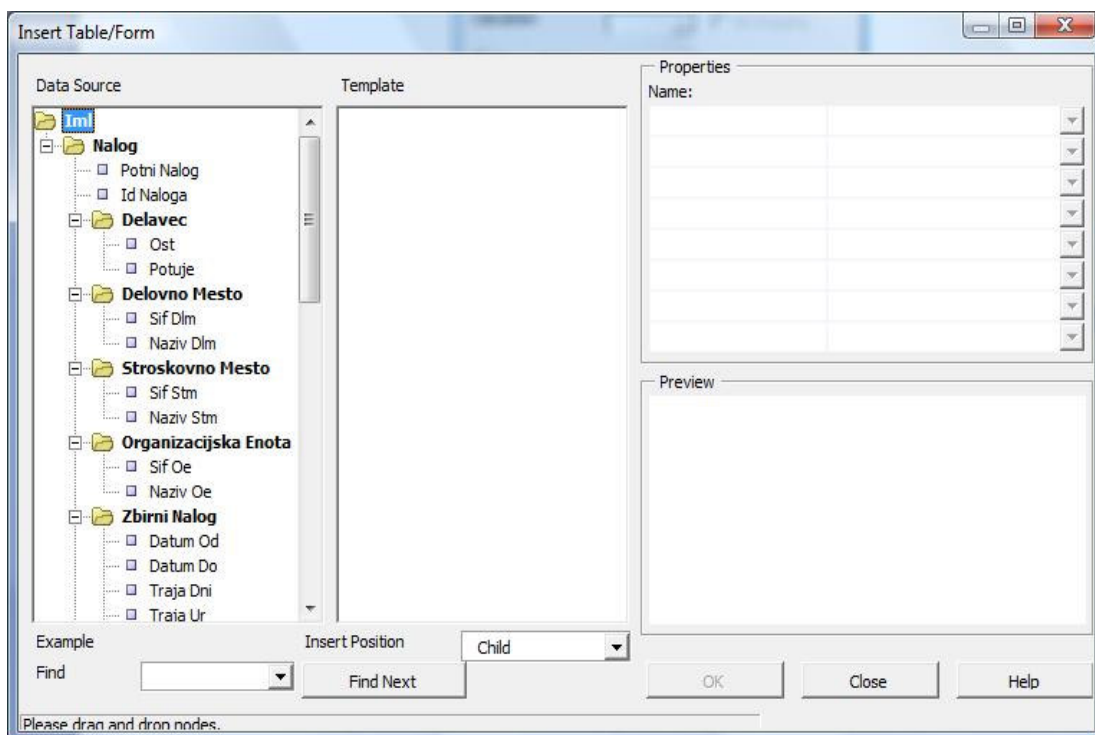 Insert Table/Form
Data Source
Template
Properties
Name:
Iml
Nalog
Potni Nalog
Id Naloga
Delavec
Ost
Potuje
Delovno Mesto
Sif Dlm
Naziv Dlm
Stroskovno Mesto
Sif Stm
Naziv Stm
Organizacijska Enota
Sif Oe
Naziv Oe
Zbirni Nalog
Datum Od
Datum Do
Traja Dni
Traja Ur
Preview
Example
Insert Position
Child
Find
Find Next
OK
Close
Help
Please drag and drop nodes.